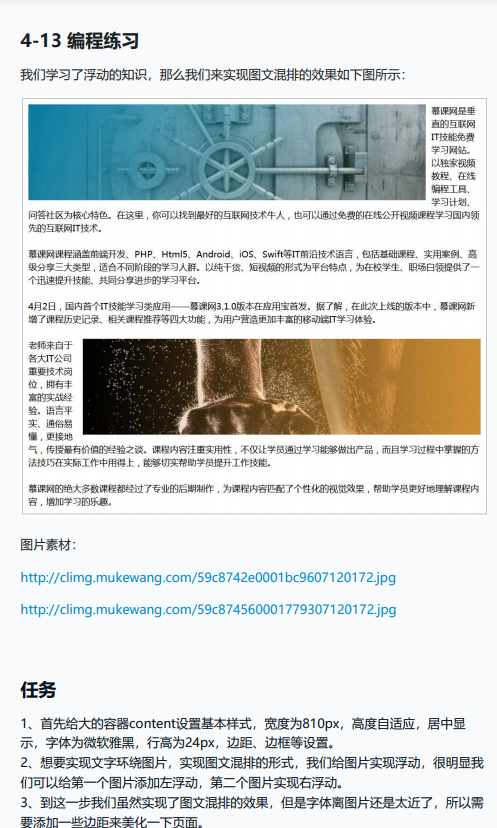 4-13 编程练习
我们学习了浮动的知识，那么我们来实现图文混排的效果如下图所示：
慕课网是垂
直的互联网
IT技能免费
学习网站。
以独家视频
教程、在线
编程工具、
学习计划、
问答社区为核心特色。在这里，你可以找到最好的互联网技术牛人，也可以通过免费的在线公开视频课程学习国内领
先的互联网IT技术。
慕课网课程涵盖前端开发、PHP、Html5、Android、iOS、Swift等IT前沿技术语言，包括基础课程、实用案例、高
级分享三大类型，适合不同阶段的学习人群。以纯干货、短视频的形式为平台特点，为在校学生、职场白领提供了一
个迅速提升技能、共同分享进步的学习平台。
4月2日，国内首个IT技能学习类应用——慕课网3.1.0版本在应用宝首发。据了解，在此次上线的版本中，慕课网新
增了课程历史记录、相关课程推荐等四大功能，为用户营造更加丰富的移动端IT学习体验。
老师来自于
各大IT公司
重要技术岗
位，拥有丰
富的实战经
验。语言平
实、通俗易
懂，更接地
气，传授最有价值的经验之谈。课程内容注重实用性，不仅让学员通过学习能够做出产品，而且学习过程中掌握的方
法技巧在实际工作中用得上，能够切实帮助学员提升工作技能。
慕课网的绝大多数课程都经过了专业的后期制作，为课程内容匹配了个性化的视觉效果，帮助学员更好地理解课程内
容，增加学习的乐趣。
图片素材：
http://climg.mukewang.com/59c8742e0001bc9607120172.jpg
http://climg.mukewang.com/59c874560001779307120172.jpg
任务
1、首先给大的容器content设置基本样式，宽度为810px，高度自适应，居中显
示，字体为微软雅黑，行高为24px，边距、边框等设置。
2、想要实现文字环绕图片，实现图文混排的形式，我们给图片实现浮动，很明显我
们可以给第一个图片添加左浮动，第二个图片实现右浮动。
3、到这一步我们虽然实现了图文混排的效果，但是字体离图片还是太近了，所以需
要添加一些边距来美化一下页面。